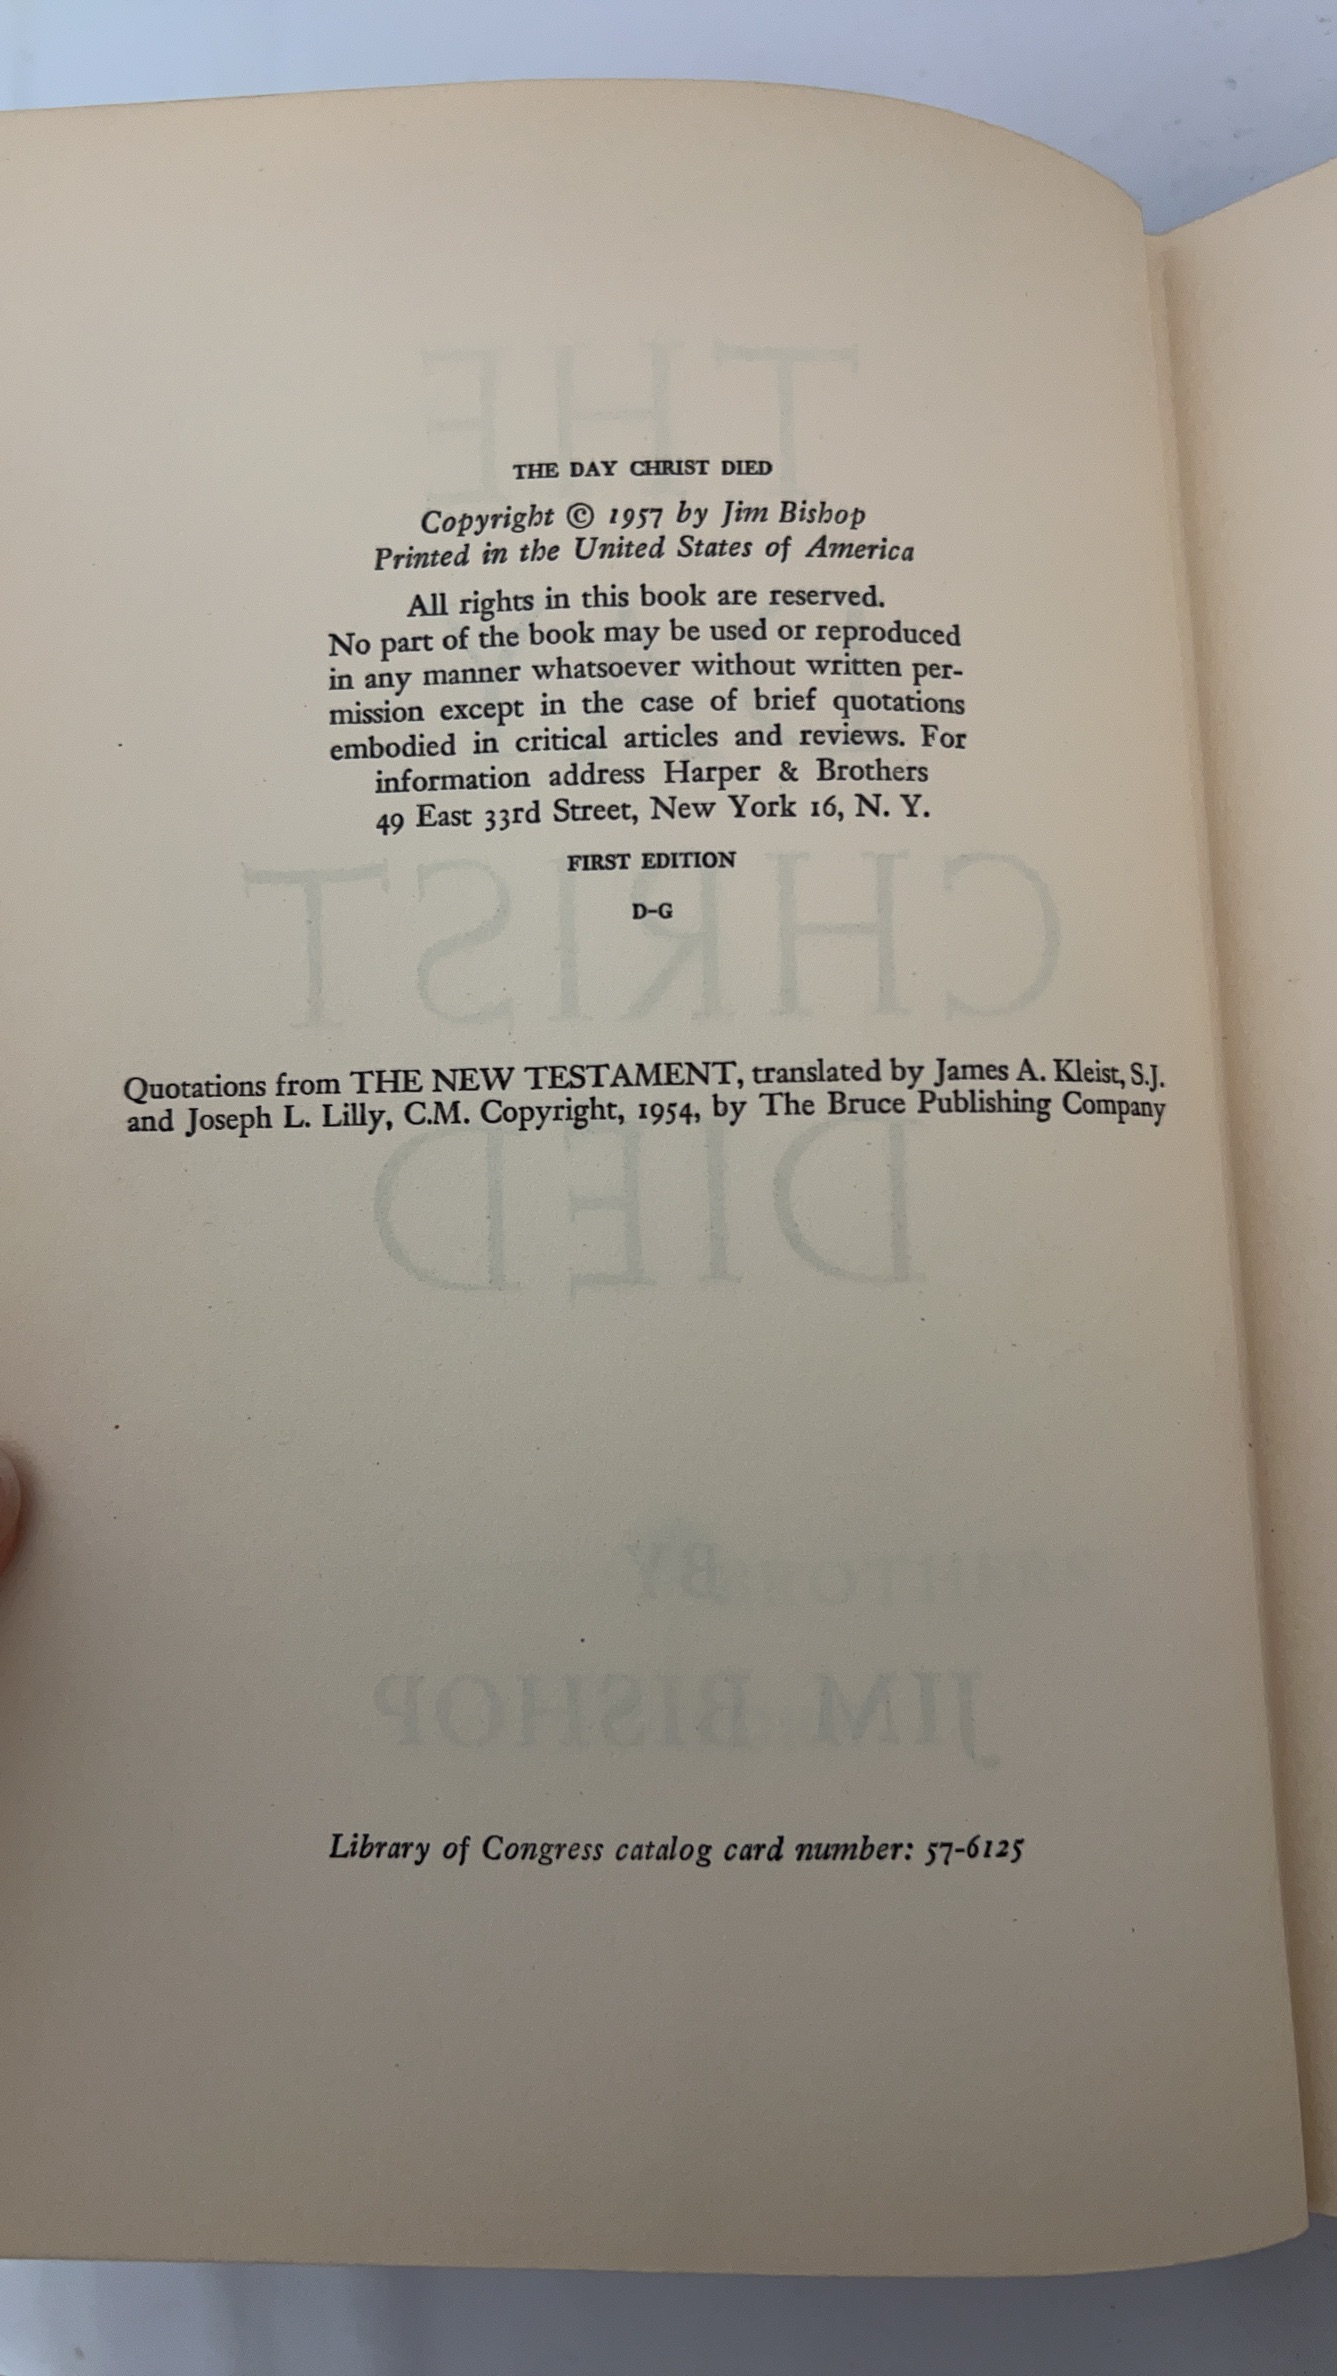 THE DAY CHRIST DIED
Copyright © 1957 by Jim Bishop
Printed in the United States of America
All rights in this book are reserved.
No part of the book may be used or reproduced
in any manner whatsoever without written per-
mission except in the case of brief quotations
embodied in critical articles and reviews. For
information address Harper & Brothers
49 East 33rd Street, New York 16, N. Y.
FIRST EDITION
D-G
Quotations from THE NEW TESTAMENT, translated by James A. Kleist, S.J.
and Joseph L. Lilly, C.M. Copyright, 1954, by The Bruce Publishing Company
Library of Congress catalog card number: 57-6125